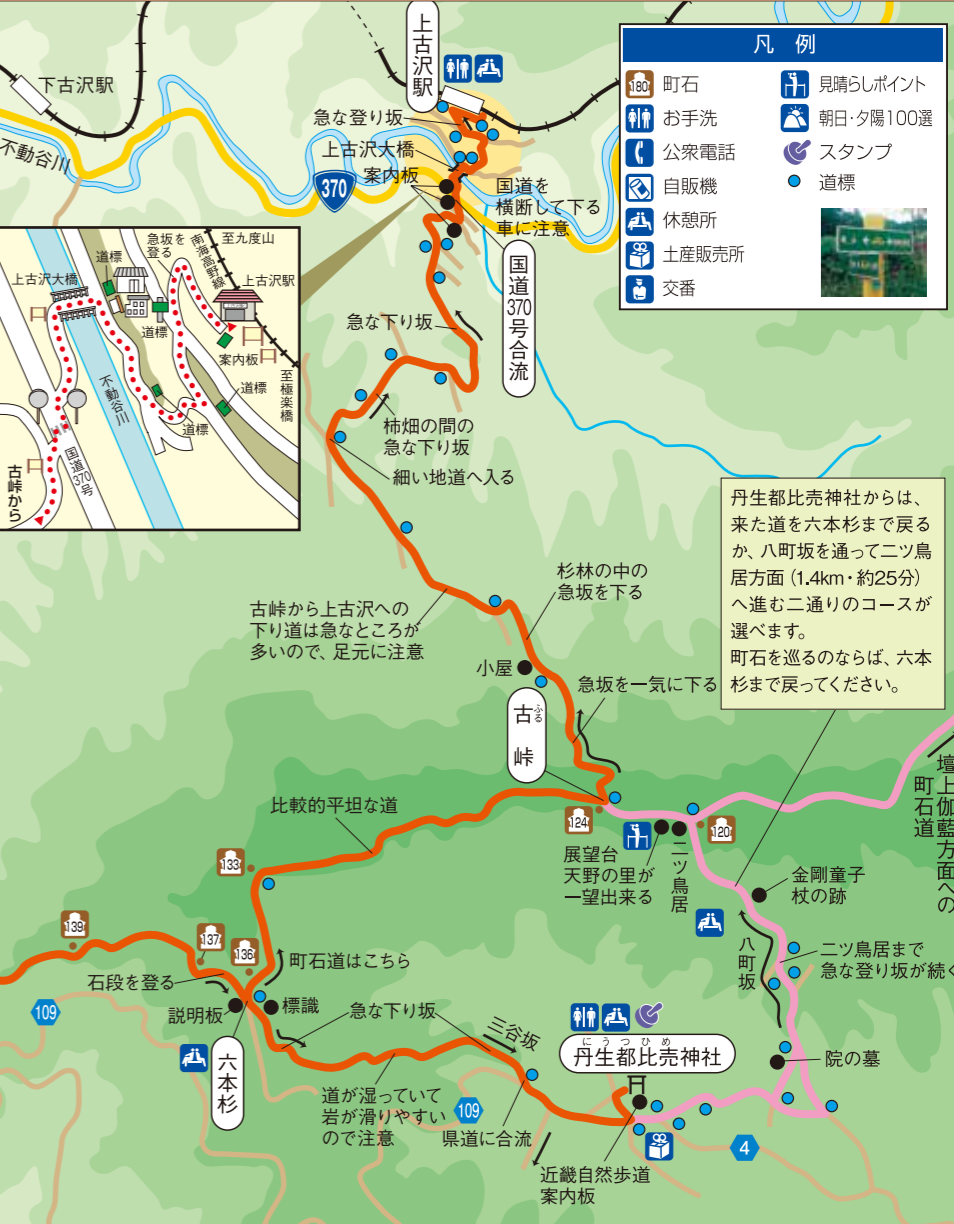 上古沢駅
下古沢駅
不動谷川
急な登り坂
上古沢大橋
案内板
370
国道を
横断して下る
車に注意
国道370号合流
凡 例
180 町石
お手洗
公衆電話
自販機
休憩所
土産販売所
交番
見晴らしポイント
朝日・夕陽100選
スタンプ
道標
急坂を
登る
南海高野線
至九度山
上古沢大橋
道標
上古沢駅
道標
案内板
道標
道標
不動谷川
至極楽橋
国道370号
古峠から
急な下り坂
柿畑の間の
急な下り坂
細い地道へ入る
丹生都比売神社からは、
来た道を六本杉まで戻る
か、八町坂を通って二ツ鳥
居方面（1.4km・約25分）
へ進む二通りのコースが
選べます。
町石を巡るのならば、六本
杉まで戻ってください。
杉林の中の
急坂を下る
古峠から上古沢への
下り道は急なところが
多いので、足元に注意
小屋
急坂を一気に下る
古峠
ふる
壇上伽藍方面への
町石道
比較的平坦な道
124
120
展望台
天野の里が
一望出来る
二ツ鳥居
133
金剛童子
杖の跡
139
137
136
町石道はこちら
八町坂
二ツ鳥居まで
急な登り坂が続く
石段を登る
109
説明板
標識
急な下り坂
三谷坂
にうつひめ
丹生都比売神社
院の墓
六本杉
道が湿っていて
岩が滑りやすい
ので注意
109
県道に合流
4
近畿自然歩道
案内板